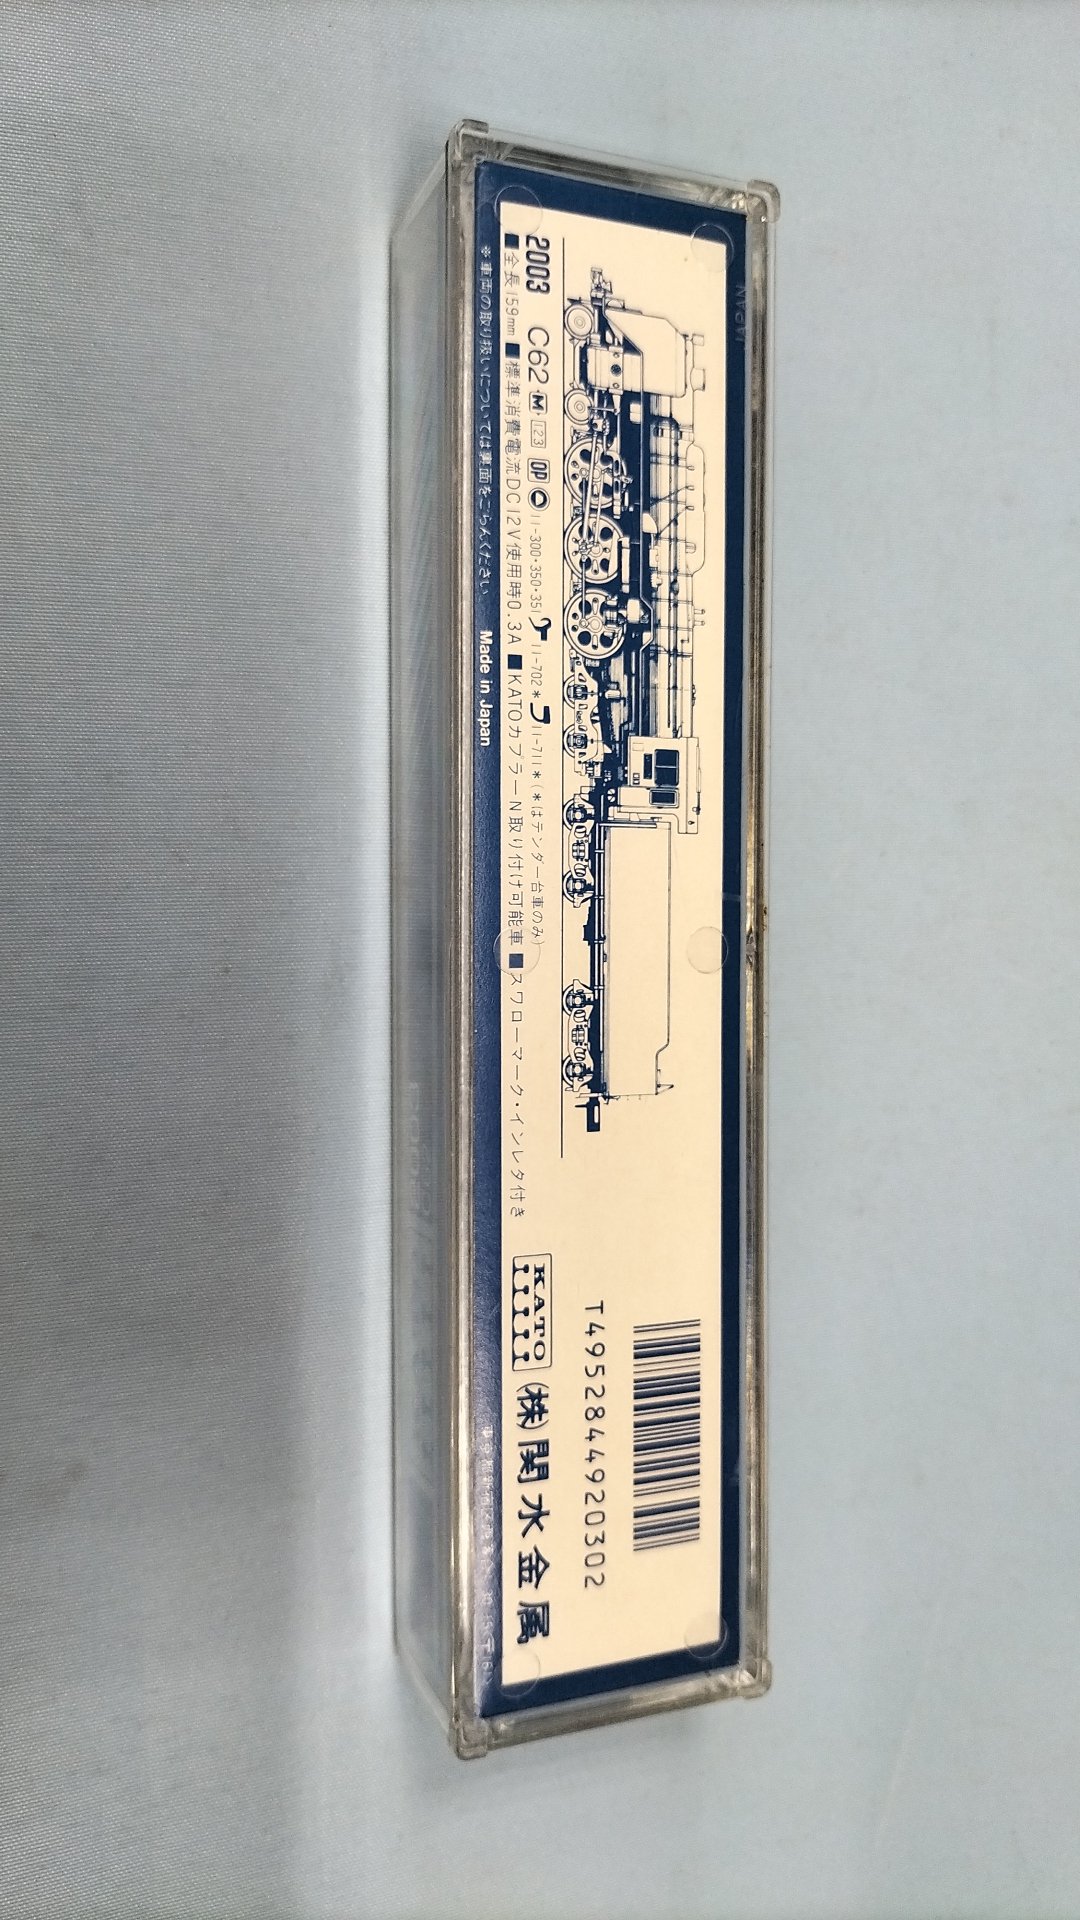 2003 C62 M 123 OP 11-300・350・351 11-702＊ 11-711＊(＊はテンダー台車のみ)
■全長159mm ■標準消費電流DC12V使用時0.3A ■KATOカプラーN取り付け可能車 ■スワローマーク・インレタ付き
※車両の取り扱いについては裏面をごらんください Made in Japan
T4952844920302
KATO (株)関水金属